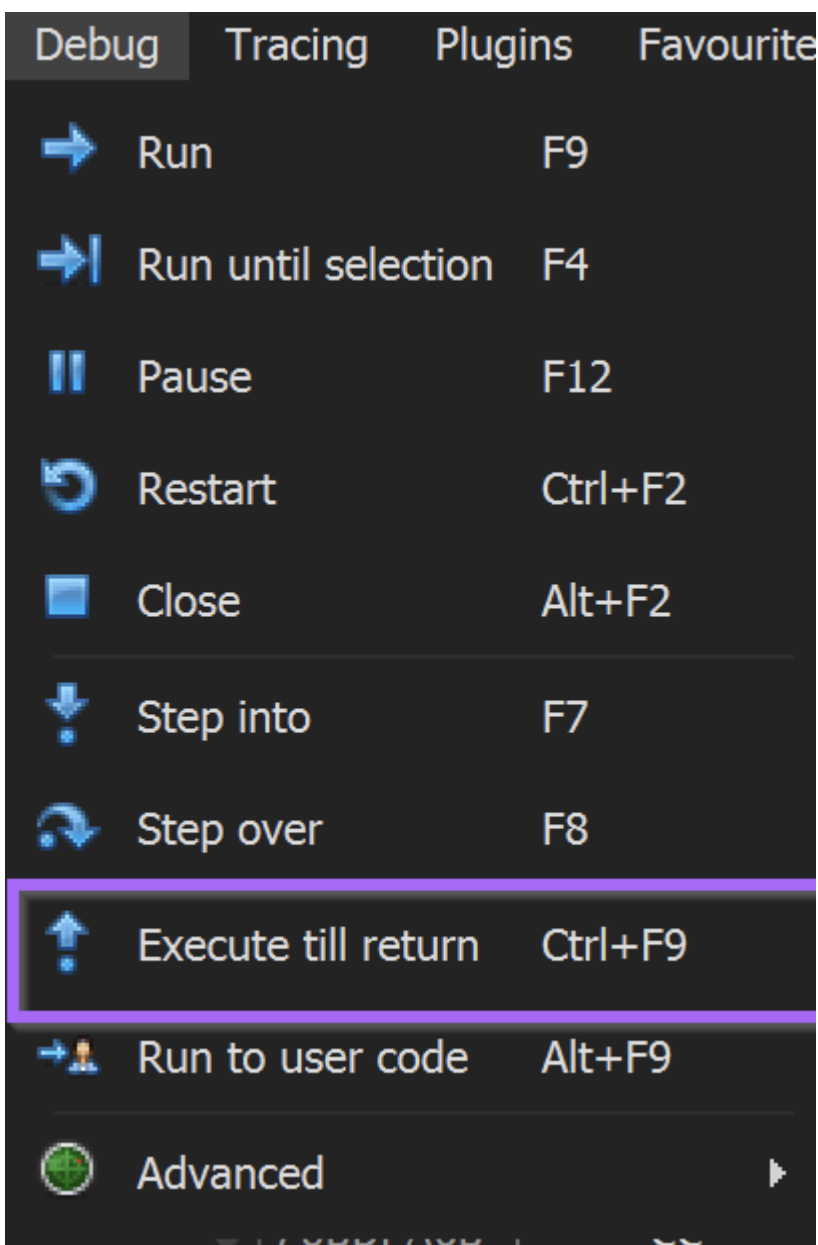 Debug Tracing Plugins Favourite
Run F9
Run until selection F4
Pause F12
Restart Ctrl+F2
Close Alt+F2
Step into F7
Step over F8
Execute till return Ctrl+F9
Run to user code Alt+F9
Advanced